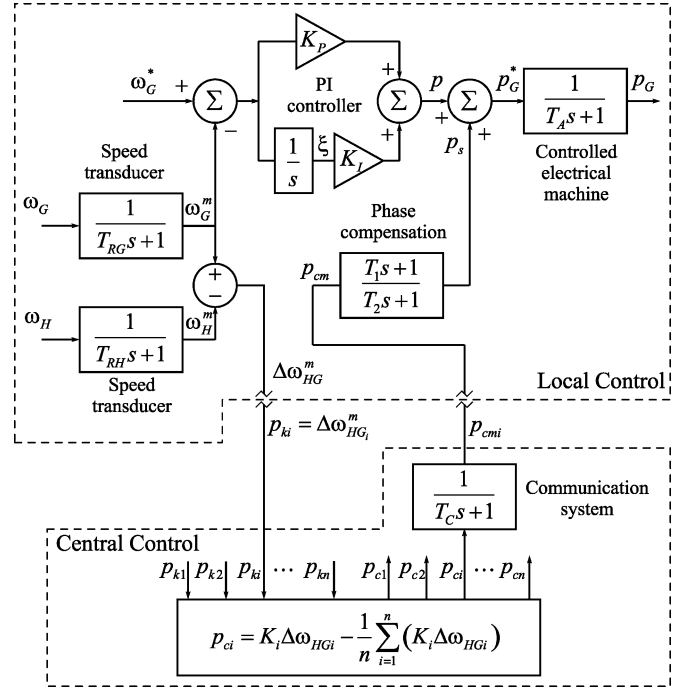 K_P
ω_G^* + Σ −
PI
controller
1/s ξ K_I
+ Σ +
p + Σ +
p_s
p_G^*
1/(T_A s+1)
p_G
Controlled
electrical
machine
Speed
transducer
ω_G 1/(T_RG s+1) ω_G^m
+
−
ω_H 1/(T_RH s+1) ω_H^m
Speed
transducer
Phase
compensation
p_cm (T_1 s+1)/(T_2 s+1)
Δω_HG^m
Local Control
p_ki = Δω_HG_i^m
p_cmi
1/(T_C s+1)
Communication
system
Central Control
p_k1 p_k2 p_ki ⋯ p_kn p_c1 p_c2 p_ci ⋯ p_cn
p_ci = K_i Δω_HGi − 1/n ∑_{i=1}^{n} (K_i Δω_HGi)